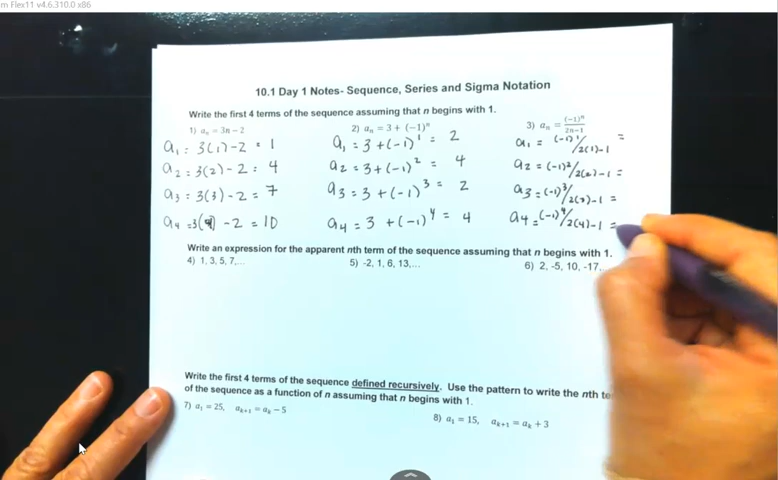 m Flex11 v4.6.310.0 x86
10.1 Day 1 Notes- Sequence, Series and Sigma Notation
Write the first 4 terms of the sequence assuming that n begins with 1.
1) aₙ = 3n − 2
a₁ = 3(1) - 2 = 1
a₂ = 3(2) - 2 = 4
a₃ = 3(3) - 2 = 7
a₄ = 3(4) - 2 = 10
2) aₙ = 3 + (−1)ⁿ
a₁ = 3 + (-1)¹ = 2
a₂ = 3 + (-1)² = 4
a₃ = 3 + (-1)³ = 2
a₄ = 3 + (-1)⁴ = 4
3) aₙ = (−1)ⁿ/2n−1
a₁ = (-1)¹/2(1)-1 =
a₂ = (-1)²/2(2)-1 =
a₃ = (-1)³/2(3)-1 =
a₄ = (-1)⁴/2(4)-1 =
Write an expression for the apparent nth term of the sequence assuming that n begins with 1.
4) 1, 3, 5, 7,...
5) -2, 1, 6, 13,...
6) 2, -5, 10, -17,..
Write the first 4 terms of the sequence defined recursively. Use the pattern to write the nth te
of the sequence as a function of n assuming that n begins with 1.
7) a₁ = 25, aₖ₊₁ = aₖ − 5
8) a₁ = 15, aₖ₊₁ = aₖ + 3